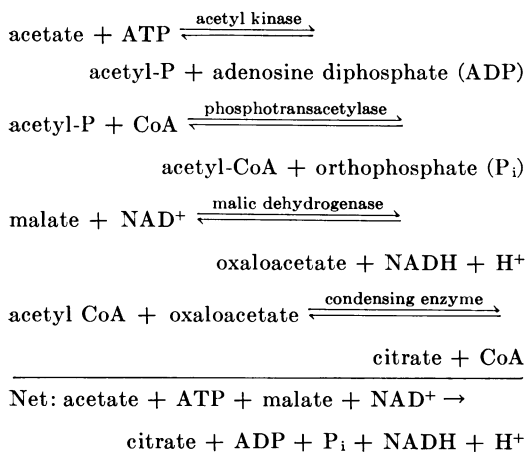 acetyl kinase
acetate + ATP ⇌
acetyl-P + adenosine diphosphate (ADP)
phosphotransacetylase
acetyl-P + CoA ⇌
acetyl-CoA + orthophosphate (Pi)
malic dehydrogenase
malate + NAD+ ⇌
oxaloacetate + NADH + H+
condensing enzyme
acetyl CoA + oxaloacetate ⇌
citrate + CoA
Net: acetate + ATP + malate + NAD+ →
citrate + ADP + Pi + NADH + H+